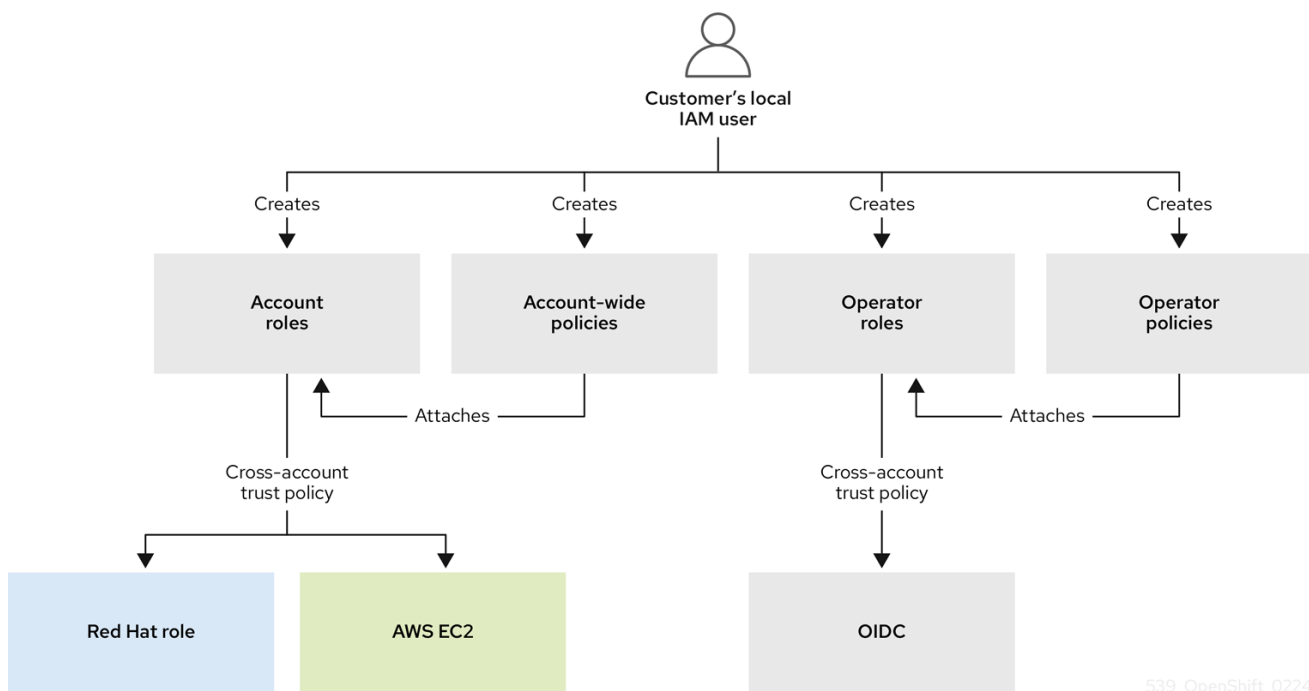 Customer’s local
IAM user
Creates
Creates
Creates
Creates
Account
roles
Account-wide
policies
Operator
roles
Operator
policies
Attaches
Attaches
Cross-account
trust policy
Cross-account
trust policy
Red Hat role
AWS EC2
OIDC
539_OpenShift_0224